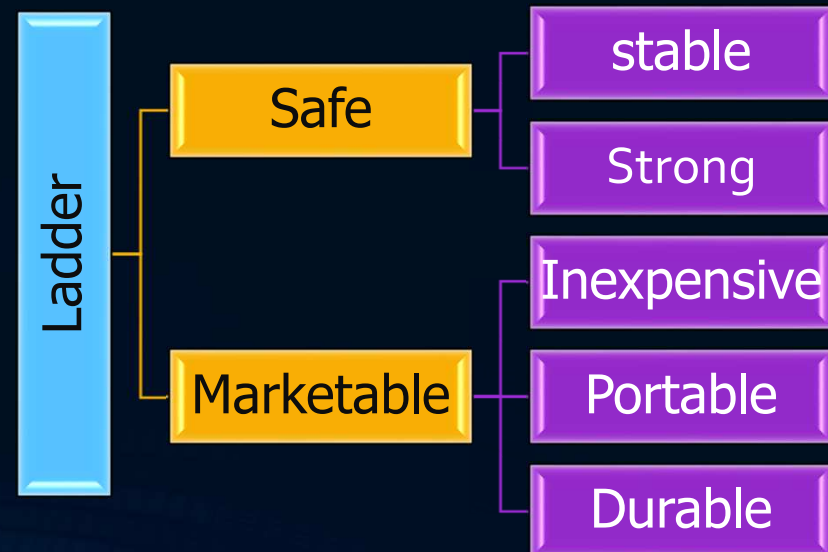 Ladder
Safe
stable
Strong
Marketable
Inexpensive
Portable
Durable